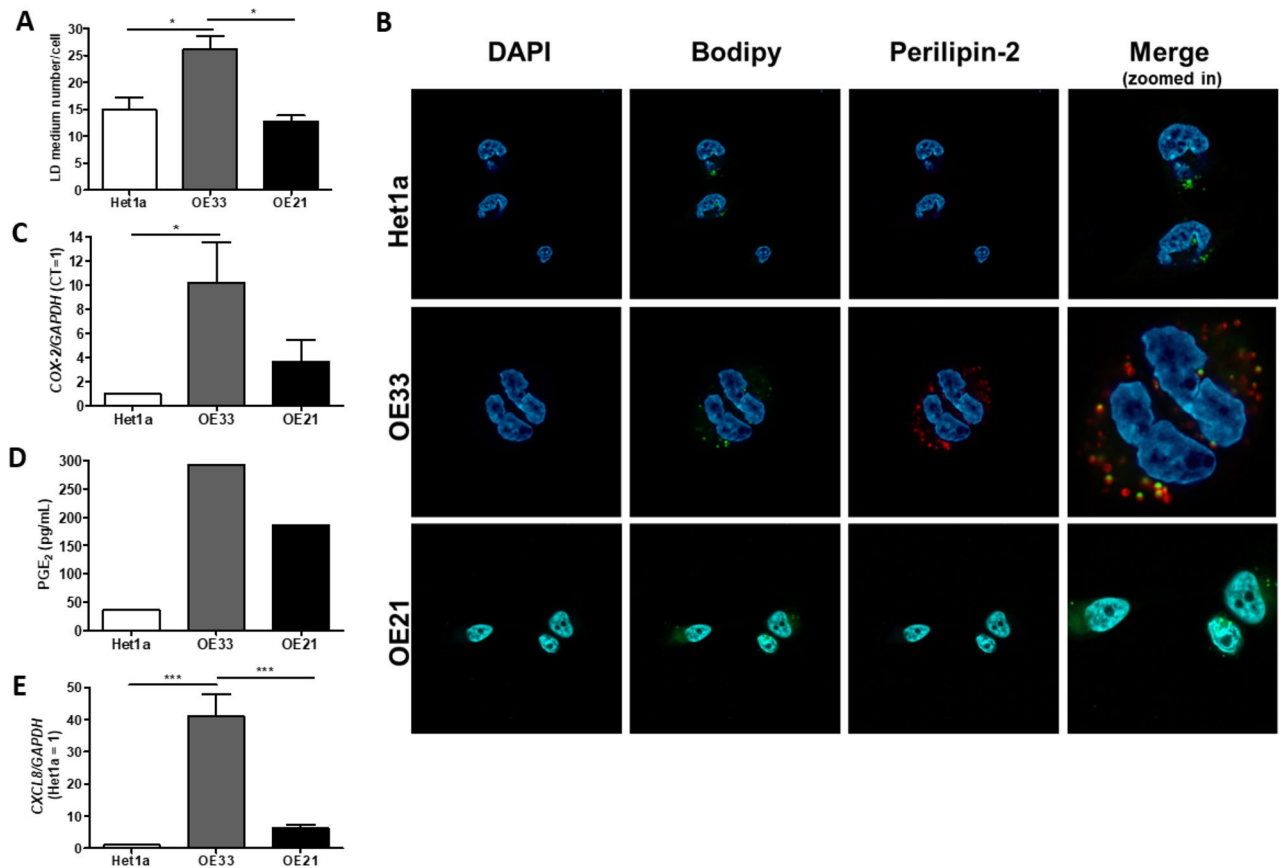 A
LD medium number/cell
30
25
20
15
10
5
0
*
*
Het1a
OE33
OE21
B
DAPI
Bodipy
Perilipin-2
Merge
(zoomed in)
Het1a
OE33
OE21
C
COX-2/GAPDH (CT=1)
14
12
10
8
6
4
2
0
*
Het1a
OE33
OE21
D
PGE₂ (pg/mL)
300
250
200
150
100
50
0
Het1a
OE33
OE21
E
CXCL8/GAPDH
(Het1a = 1)
50
40
30
20
10
0
***
***
Het1a
OE33
OE21